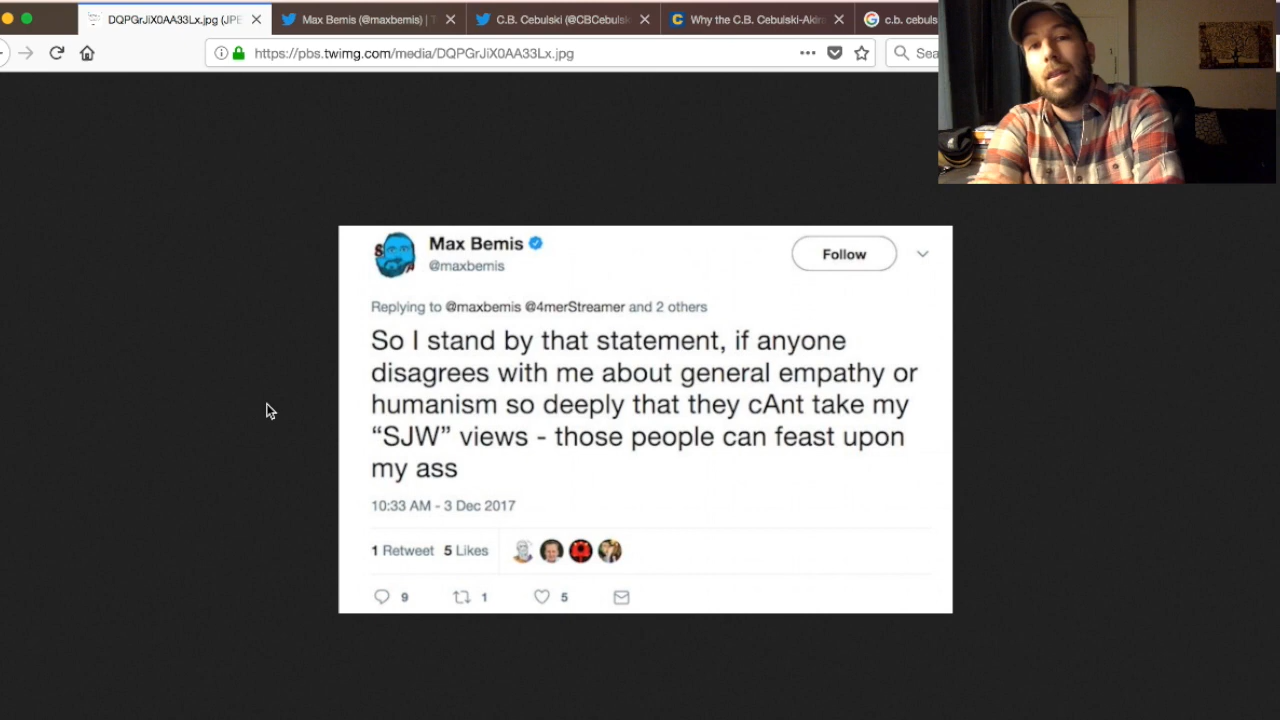 DQPGrJiX0AA33Lx.jpg (JPE
Max Bemis (@maxbemis) | T
C.B. Cebulski (@CBCebulsk
Why the C.B. Cebulski-Akira
c.b. cebuls
https://pbs.twimg.com/media/DQPGrJiX0AA33Lx.jpg
Sea
Max Bemis
@maxbemis
Follow
Replying to @maxbemis @4merStreamer and 2 others
So I stand by that statement, if anyone
disagrees with me about general empathy or
humanism so deeply that they cAnt take my
“SJW” views - those people can feast upon
my ass
10:33 AM - 3 Dec 2017
1 Retweet 5 Likes
9 1 5